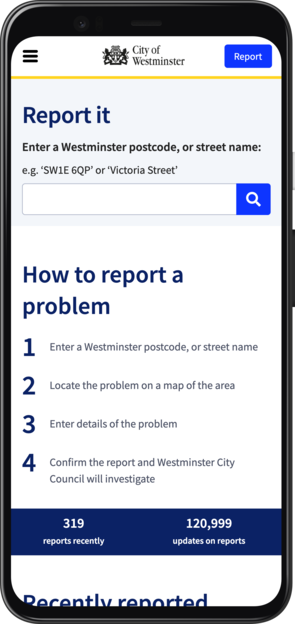 City of
Westminster
Report
Report it
Enter a Westminster postcode, or street name:
e.g. ‘SW1E 6QP’ or ‘Victoria Street’
How to report a
problem
1 Enter a Westminster postcode, or street name
2 Locate the problem on a map of the area
3 Enter details of the problem
4 Confirm the report and Westminster City
Council will investigate
319 120,999
reports recently updates on reports
Recently reported